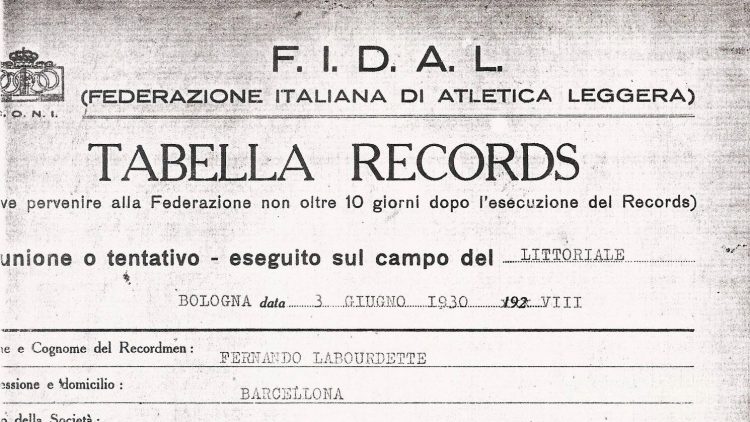 F. I. D. A. L.
(FEDERAZIONE ITALIANA DI ATLETICA LEGGERA)
C. O. N. I.
TABELLA RECORDS
ve pervenire alla Federazione non oltre 10 giorni dopo l'esecuzione del Records)
unione o tentativo - eseguito sul campo del LITTORIALE
BOLOGNA data 3 GIUGNO 1930 192 VIII
e e Cognome del Recordmen: FERNANDO LABOURDETTE
essione e domicilio: BARCELLONA
della Società: